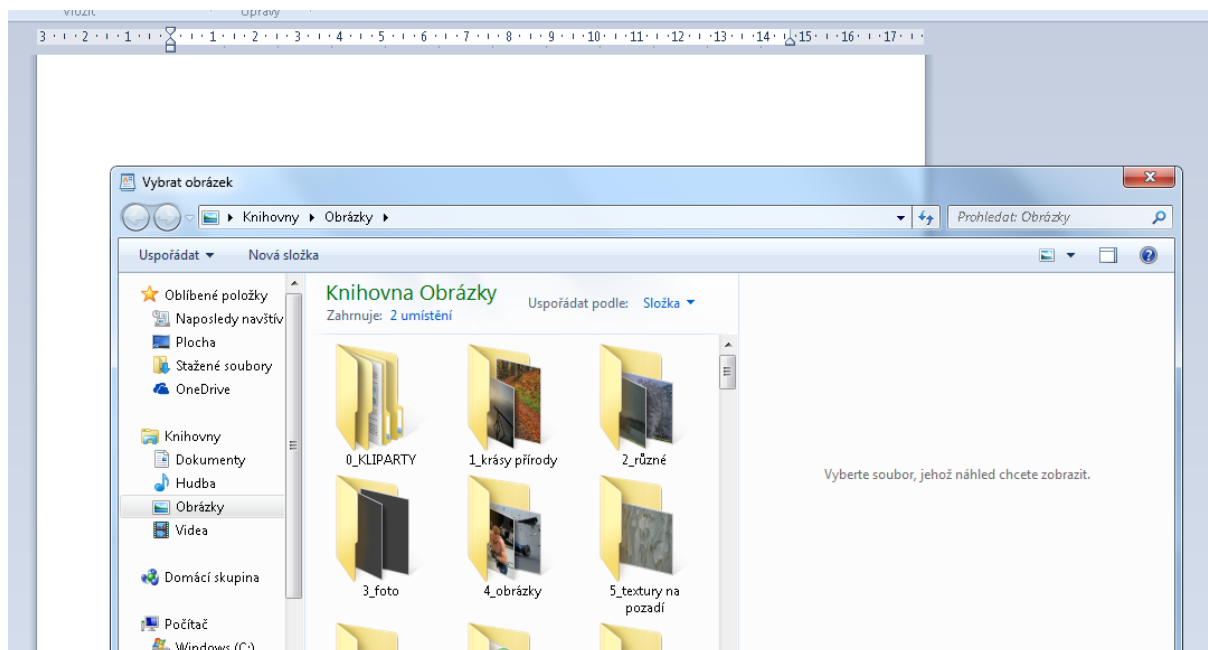 Vložit Úpravy
3 2 1 1 2 3 4 5 6 7 8 9 10 11 12 13 14 15 16 17
Vybrat obrázek
Knihovny Obrázky
Prohledat: Obrázky
Uspořádat Nová složka
Oblíbené položky
Naposledy navštív
Plocha
Stažené soubory
OneDrive
Knihovny
Dokumenty
Hudba
Obrázky
Videa
Domácí skupina
Počítač
Windows (C:)
Knihovna Obrázky
Zahrnuje: 2 umístění
Uspořádat podle: Složka
0_KLIPARTY
1_krásy přírody
2_různé
3_foto
4_obrázky
5_textury na
pozadí
Vyberte soubor, jehož náhled chcete zobrazit.